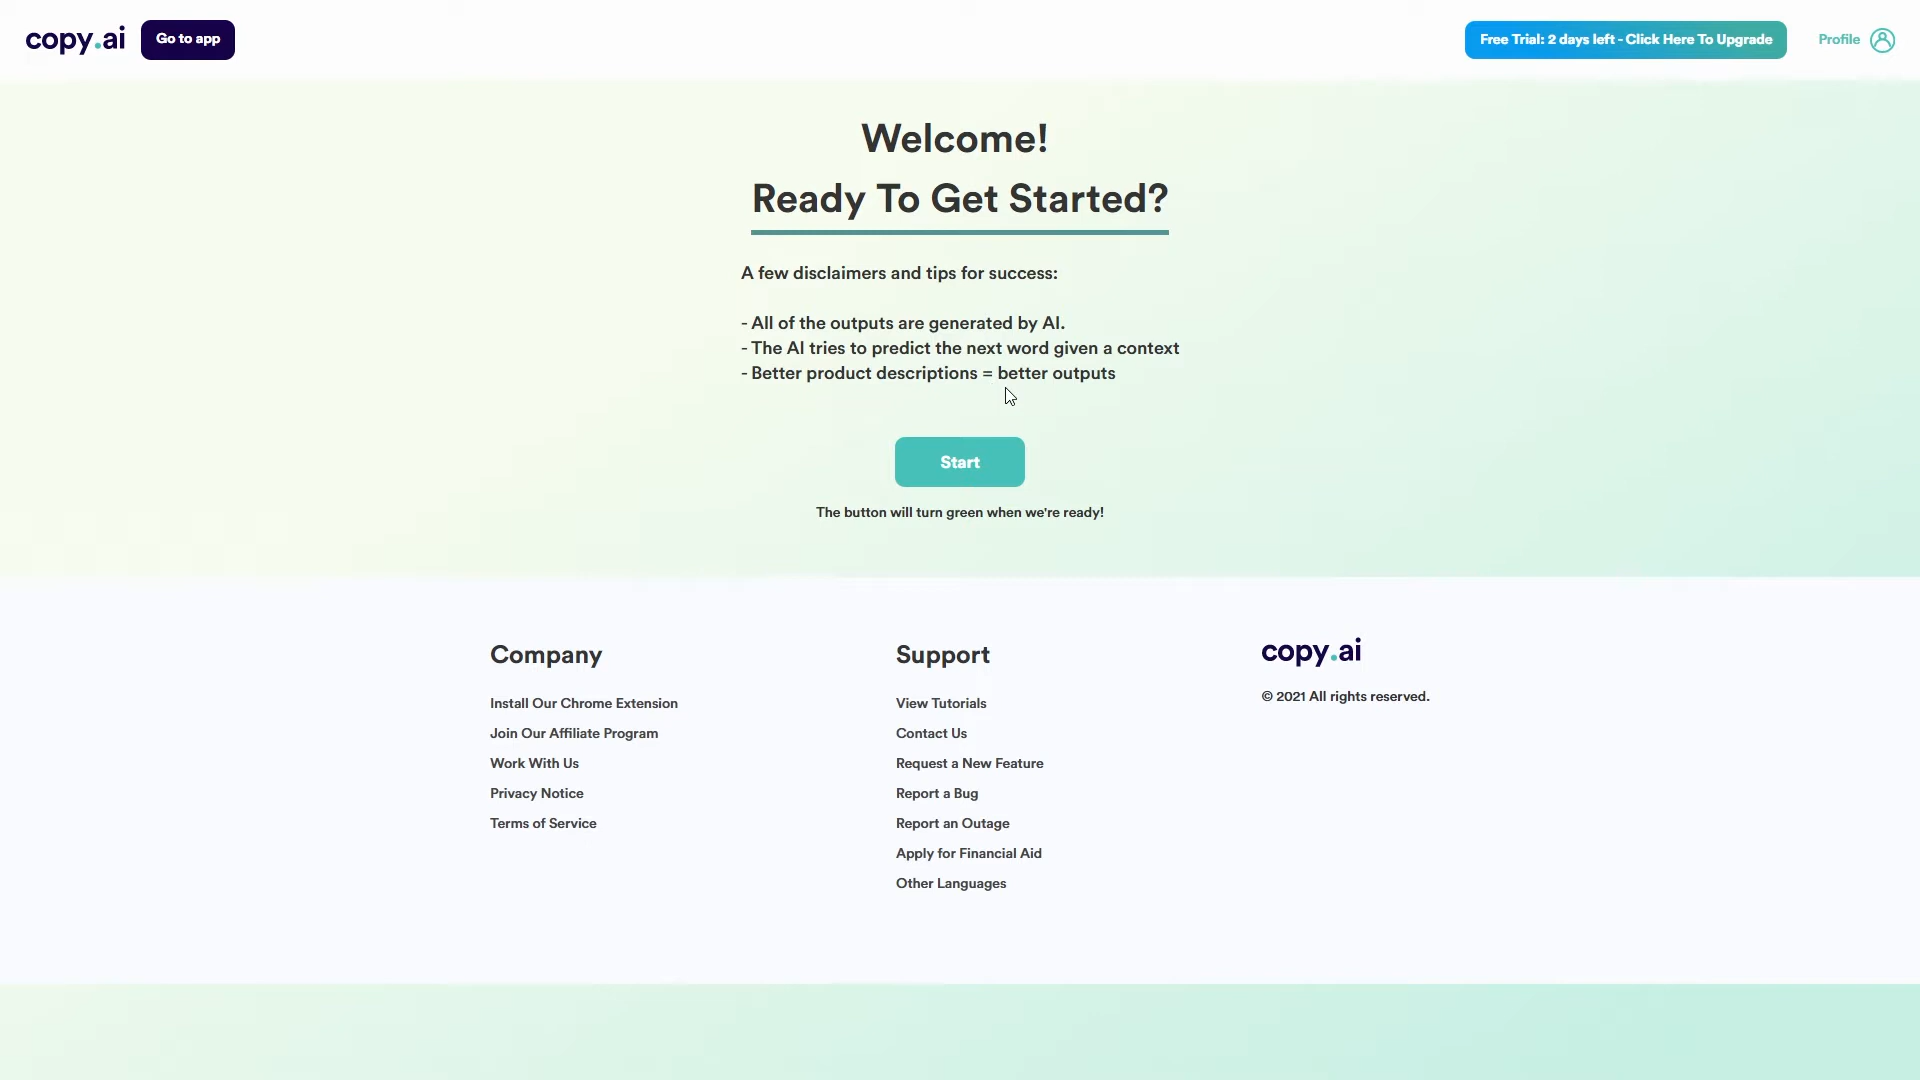 copy.ai
Go to app
Free Trial: 2 days left - Click Here To Upgrade
Profile
Welcome!
Ready To Get Started?
A few disclaimers and tips for success:
- All of the outputs are generated by AI.
- The AI tries to predict the next word given a context
- Better product descriptions = better outputs
Start
The button will turn green when we're ready!
Company
Install Our Chrome Extension
Join Our Affiliate Program
Work With Us
Privacy Notice
Terms of Service
Support
View Tutorials
Contact Us
Request a New Feature
Report a Bug
Report an Outage
Apply for Financial Aid
Other Languages
copy.ai
© 2021 All rights reserved.